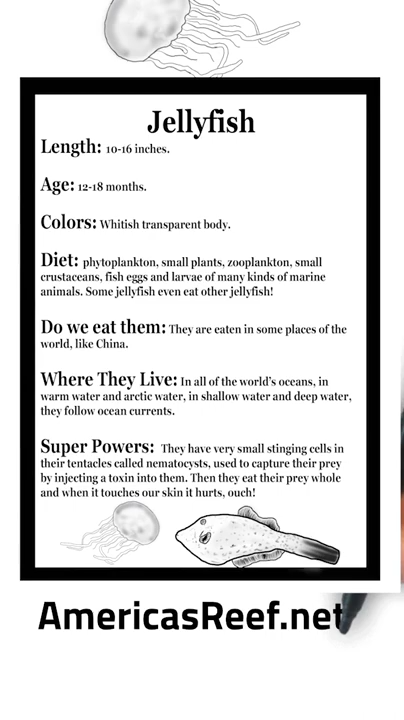 Jellyfish
Length: 10-16 inches.
Age: 12-18 months.
Colors: Whitish transparent body.
Diet: phytoplankton, small plants, zooplankton, small
crustaceans, fish eggs and larvae of many kinds of marine
animals. Some jellyfish even eat other jellyfish!
Do we eat them: They are eaten in some places of the
world, like China.
Where They Live: In all of the world's oceans, in
warm water and arctic water, in shallow water and deep water,
they follow ocean currents.
Super Powers: They have very small stinging cells in
their tentacles called nematocysts, used to capture their prey
by injecting a toxin into them. Then they eat their prey whole
and when it touches our skin it hurts, ouch!
AmericasReef.net